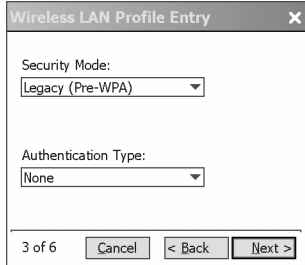 Wireless LAN Profile Entry
Security Mode:
Legacy (Pre-WPA)
Authentication Type:
None
3 of 6 Cancel < Back Next >